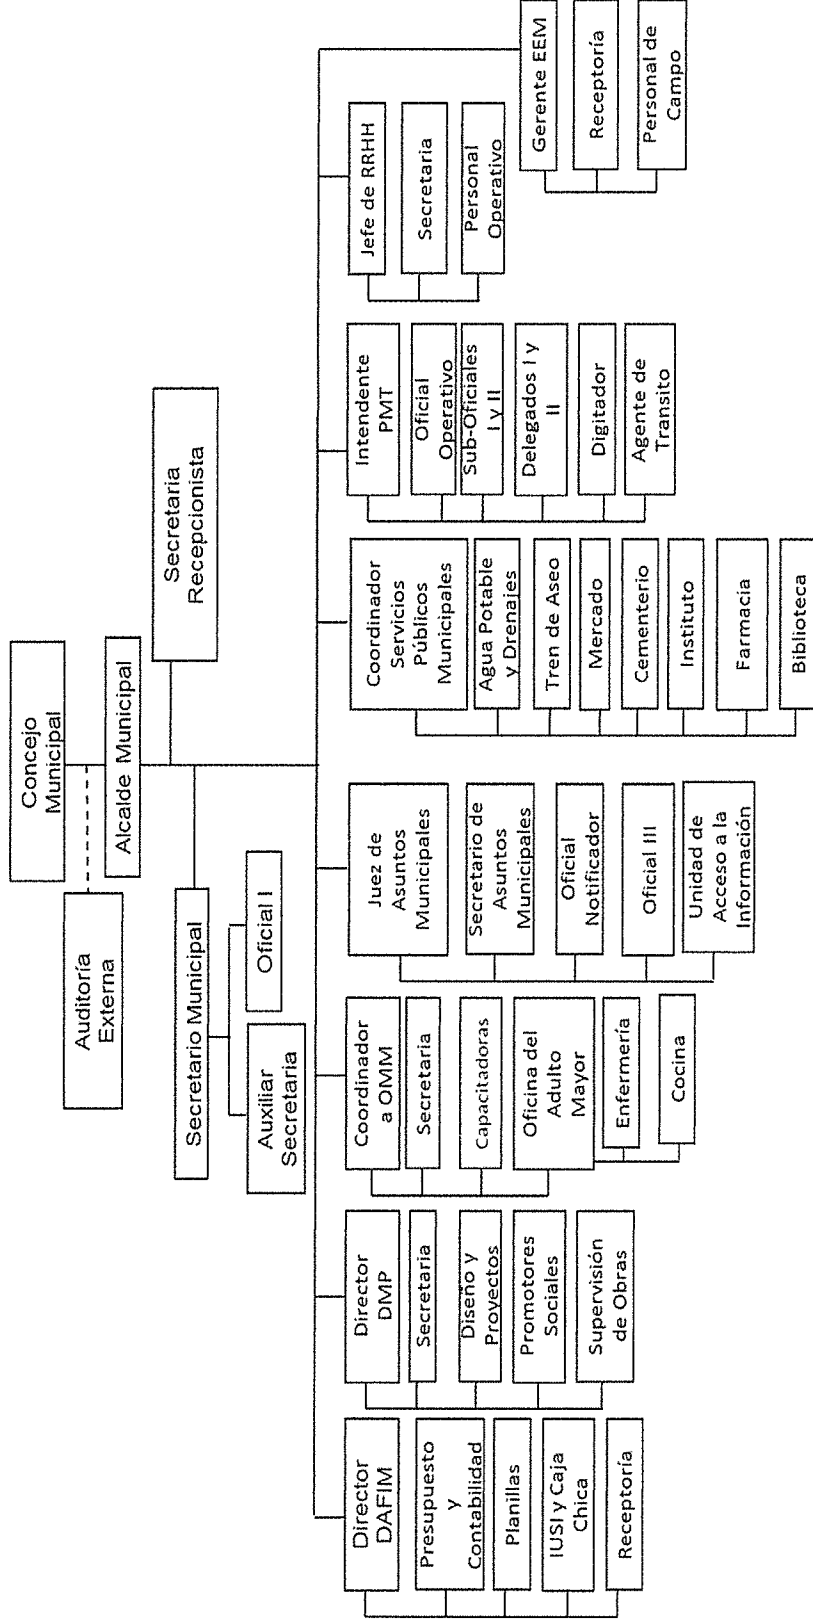 Concejo
Municipal
Auditoría
Externa
Alcalde Municipal
Secretaria
Recepcionista
Secretario Municipal
Auxiliar
Secretaria
Oficial I
Director
DAFIM
Presupuesto
y
Contabilidad
Planillas
IUSI y Caja
Chica
Receptoría
Director
DMP
Secretaria
Diseño y
Proyectos
Promotores
Sociales
Supervisión
de Obras
Coordinador
a OMM
Secretaria
Capacitadoras
Oficina del
Adulto
Mayor
Enfermería
Cocina
Juez de
Asuntos
Municipales
Secretario de
Asuntos
Municipales
Oficial
Notificador
Oficial III
Unidad de
Acceso a la
Información
Coordinador
Servicios
Públicos
Municipales
Agua Potable
y Drenajes
Tren de Aseo
Mercado
Cementerio
Instituto
Farmacia
Biblioteca
Intendente
PMT
Oficial
Operativo
Sub-Oficiales
I y II
Delegados I y
II
Digitador
Agente de
Transito
Jefe de RRHH
Secretaria
Personal
Operativo
Gerente EEM
Receptoría
Personal de
Campo